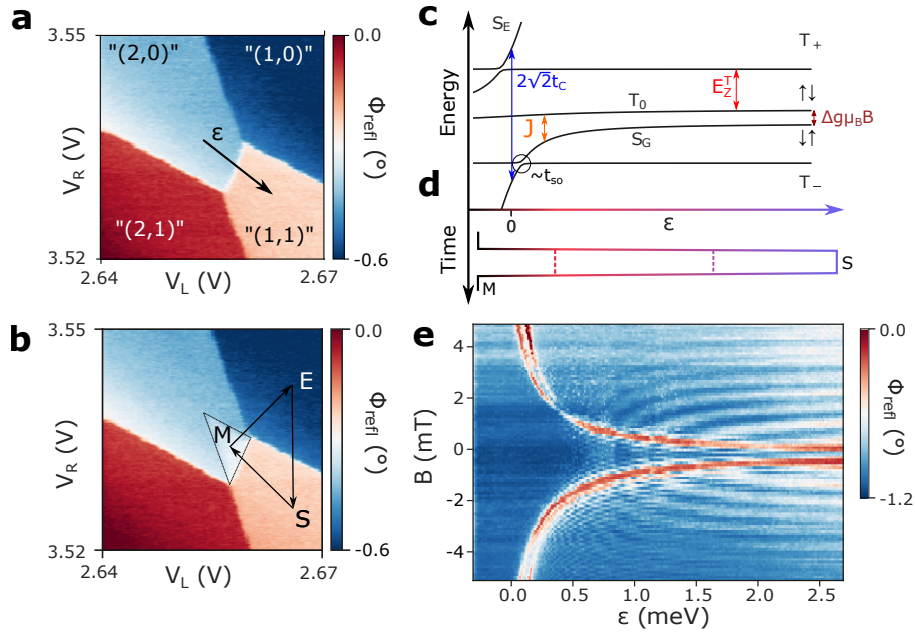 a
3.55
3.52
V_R (V)
"(2,0)"
"(1,0)"
ε
"(2,1)"
"(1,1)"
2.64
2.67
V_L (V)
0.0
Φ_refl (°)
-0.6
b
3.55
3.52
V_R (V)
E
M
S
2.64
2.67
V_L (V)
0.0
Φ_refl (°)
-0.6
c
Energy
S_E
T_+
2√2t_C
E_Z^T
T_0
↑↓
J
Δgμ_BB
S_G
↓↑
~t_so
T_−
d
0
ε
Time
M
S
e
B (mT)
4
2
0
-2
-4
0.0
0.5
1.0
1.5
2.0
2.5
ε (meV)
0.0
Φ_refl (°)
-1.2